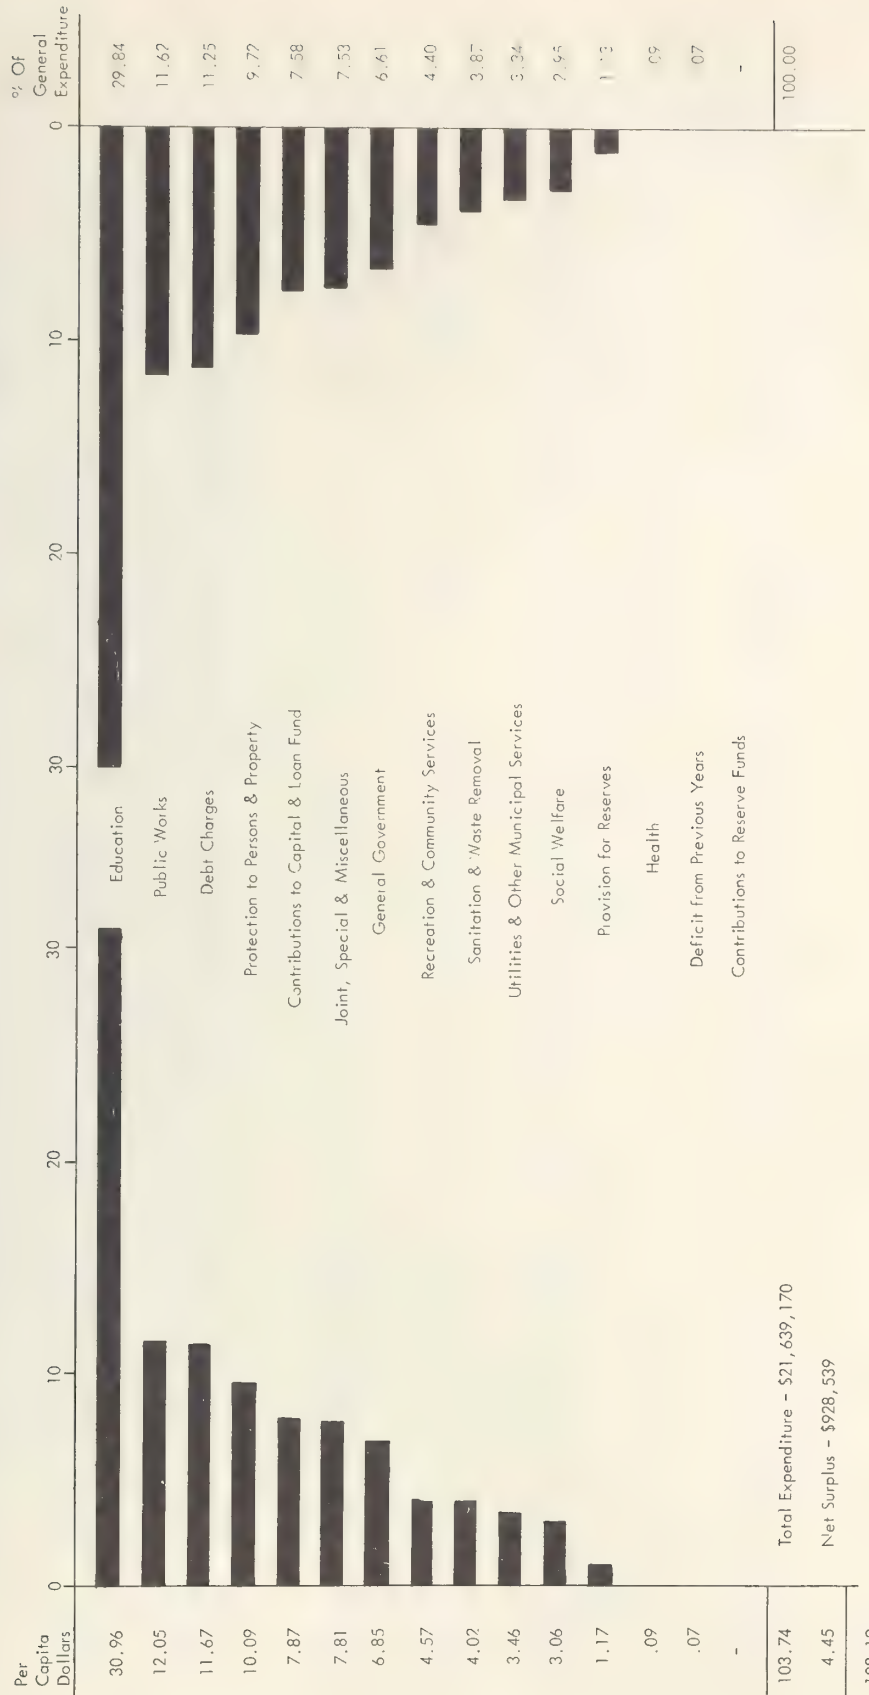 Per
Capita
Dollars
% Of
General
Expenditure
0 10 20 30 30 20 10 0
30.96 Education 29.84
12.05 Public Works 11.62
11.67 Debt Charges 11.25
10.09 Protection to Persons & Property 9.72
7.87 Contributions to Capital & Loan Fund 7 58
7.81 Joint, Special & Miscellaneous 7.53
6.85 General Government 6.61
4.57 Recreation & Community Services 4.40
4.02 Sanitation & Waste Removal 3.87
3.46 Utilities & Other Municipal Services 3.34
3.06 Social Welfare 2.95
1.17 Provision for Reserves
.09 Health 09
.07 Deficit from Previous Years 07
- Contributions to Reserve Funds -
103.74 Total Expenditure - $21,639,170 100.00
4.45 Net Surplus - $928,539